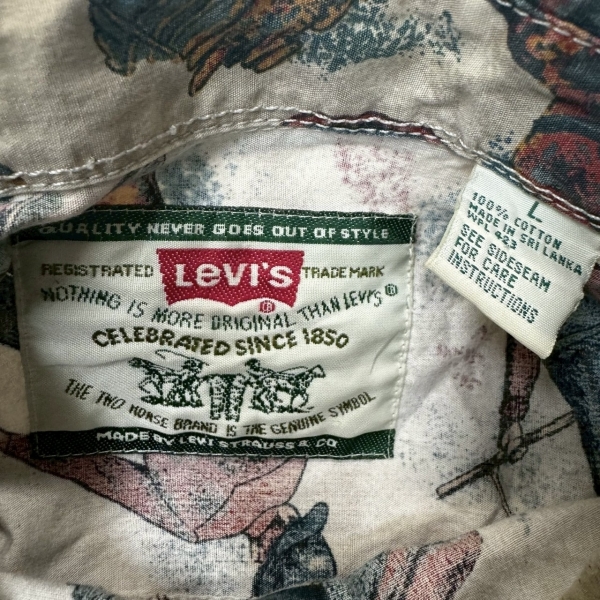 QUALITY NEVER GOES OUT OF STYLE
REGISTERED Levi's TRADE MARK
®
NOTHING IS MORE ORIGINAL THAN LEVI'S®
CELEBRATED SINCE 1850
THE TWO HORSE BRAND IS THE GENUINE SYMBOL
MADE BY LEVI STRAUSS & CO
L
100% COTTON
MADE IN SRI LANKA
WPL 423
SEE SIDESEAM
FOR CARE
INSTRUCTIONS